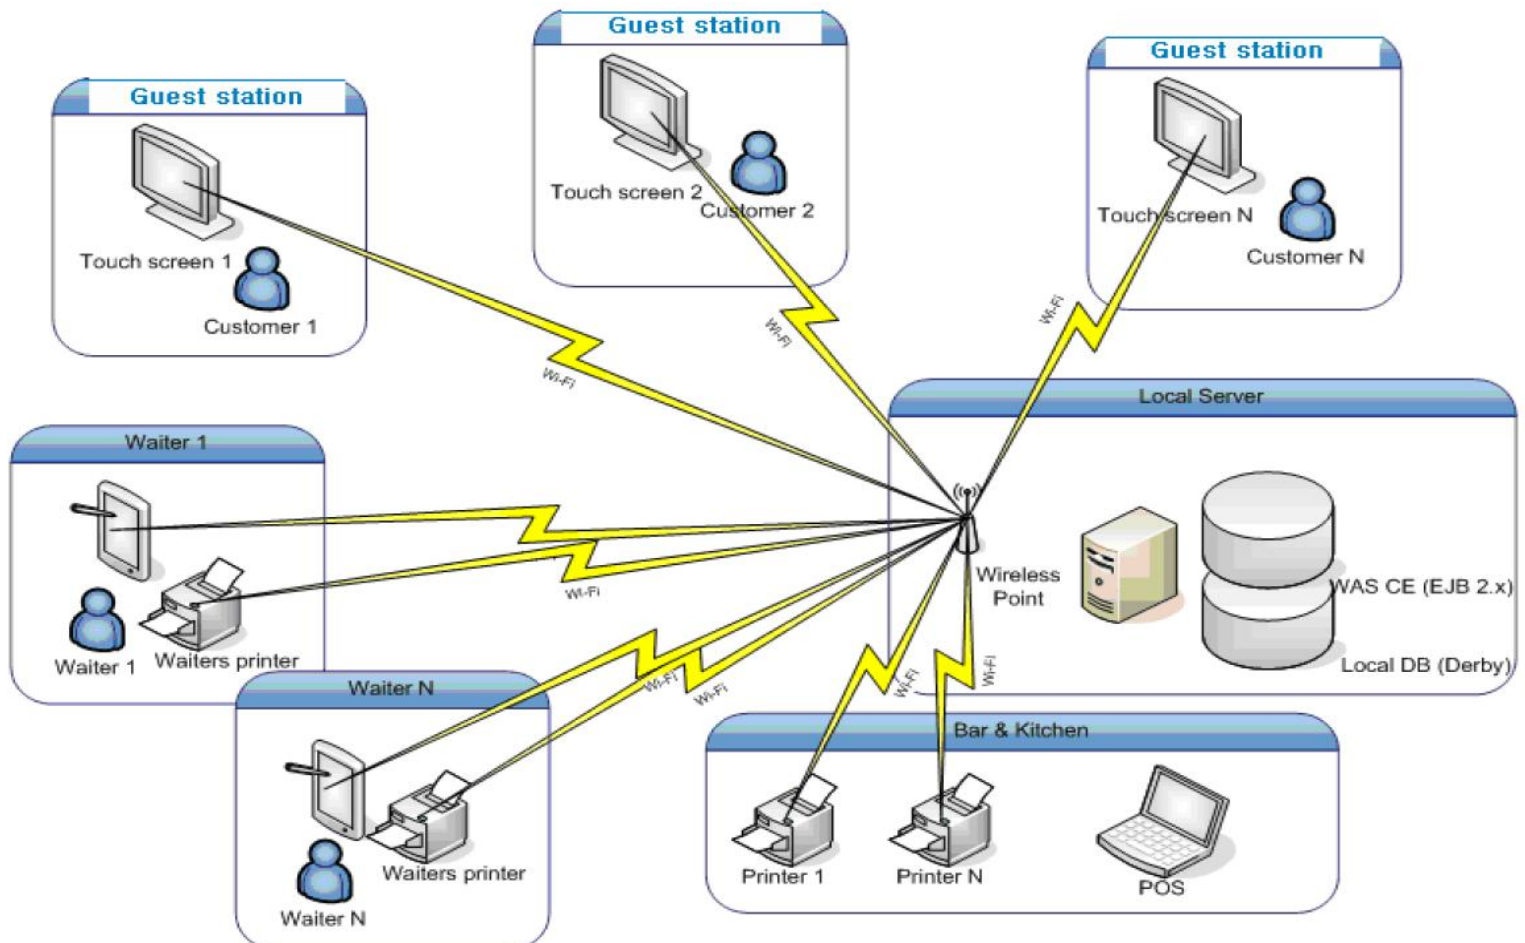 Guest station
Guest station
Guest station
Touch screen 1
Customer 1
Touch screen 2
Customer 2
Touch screen N
Customer N
Wi-Fi
Wi-Fi
Wi-Fi
Local Server
Wireless
Point
WAS CE (EJB 2.x)
Local DB (Derby)
Waiter 1
Waiter 1
Waiters printer
Wi-Fi
Waiter N
Waiter N
Waiters printer
Wi-Fi
Wi-Fi
Wi-Fi
Wi-Fi
Bar & Kitchen
Printer 1
Printer N
POS